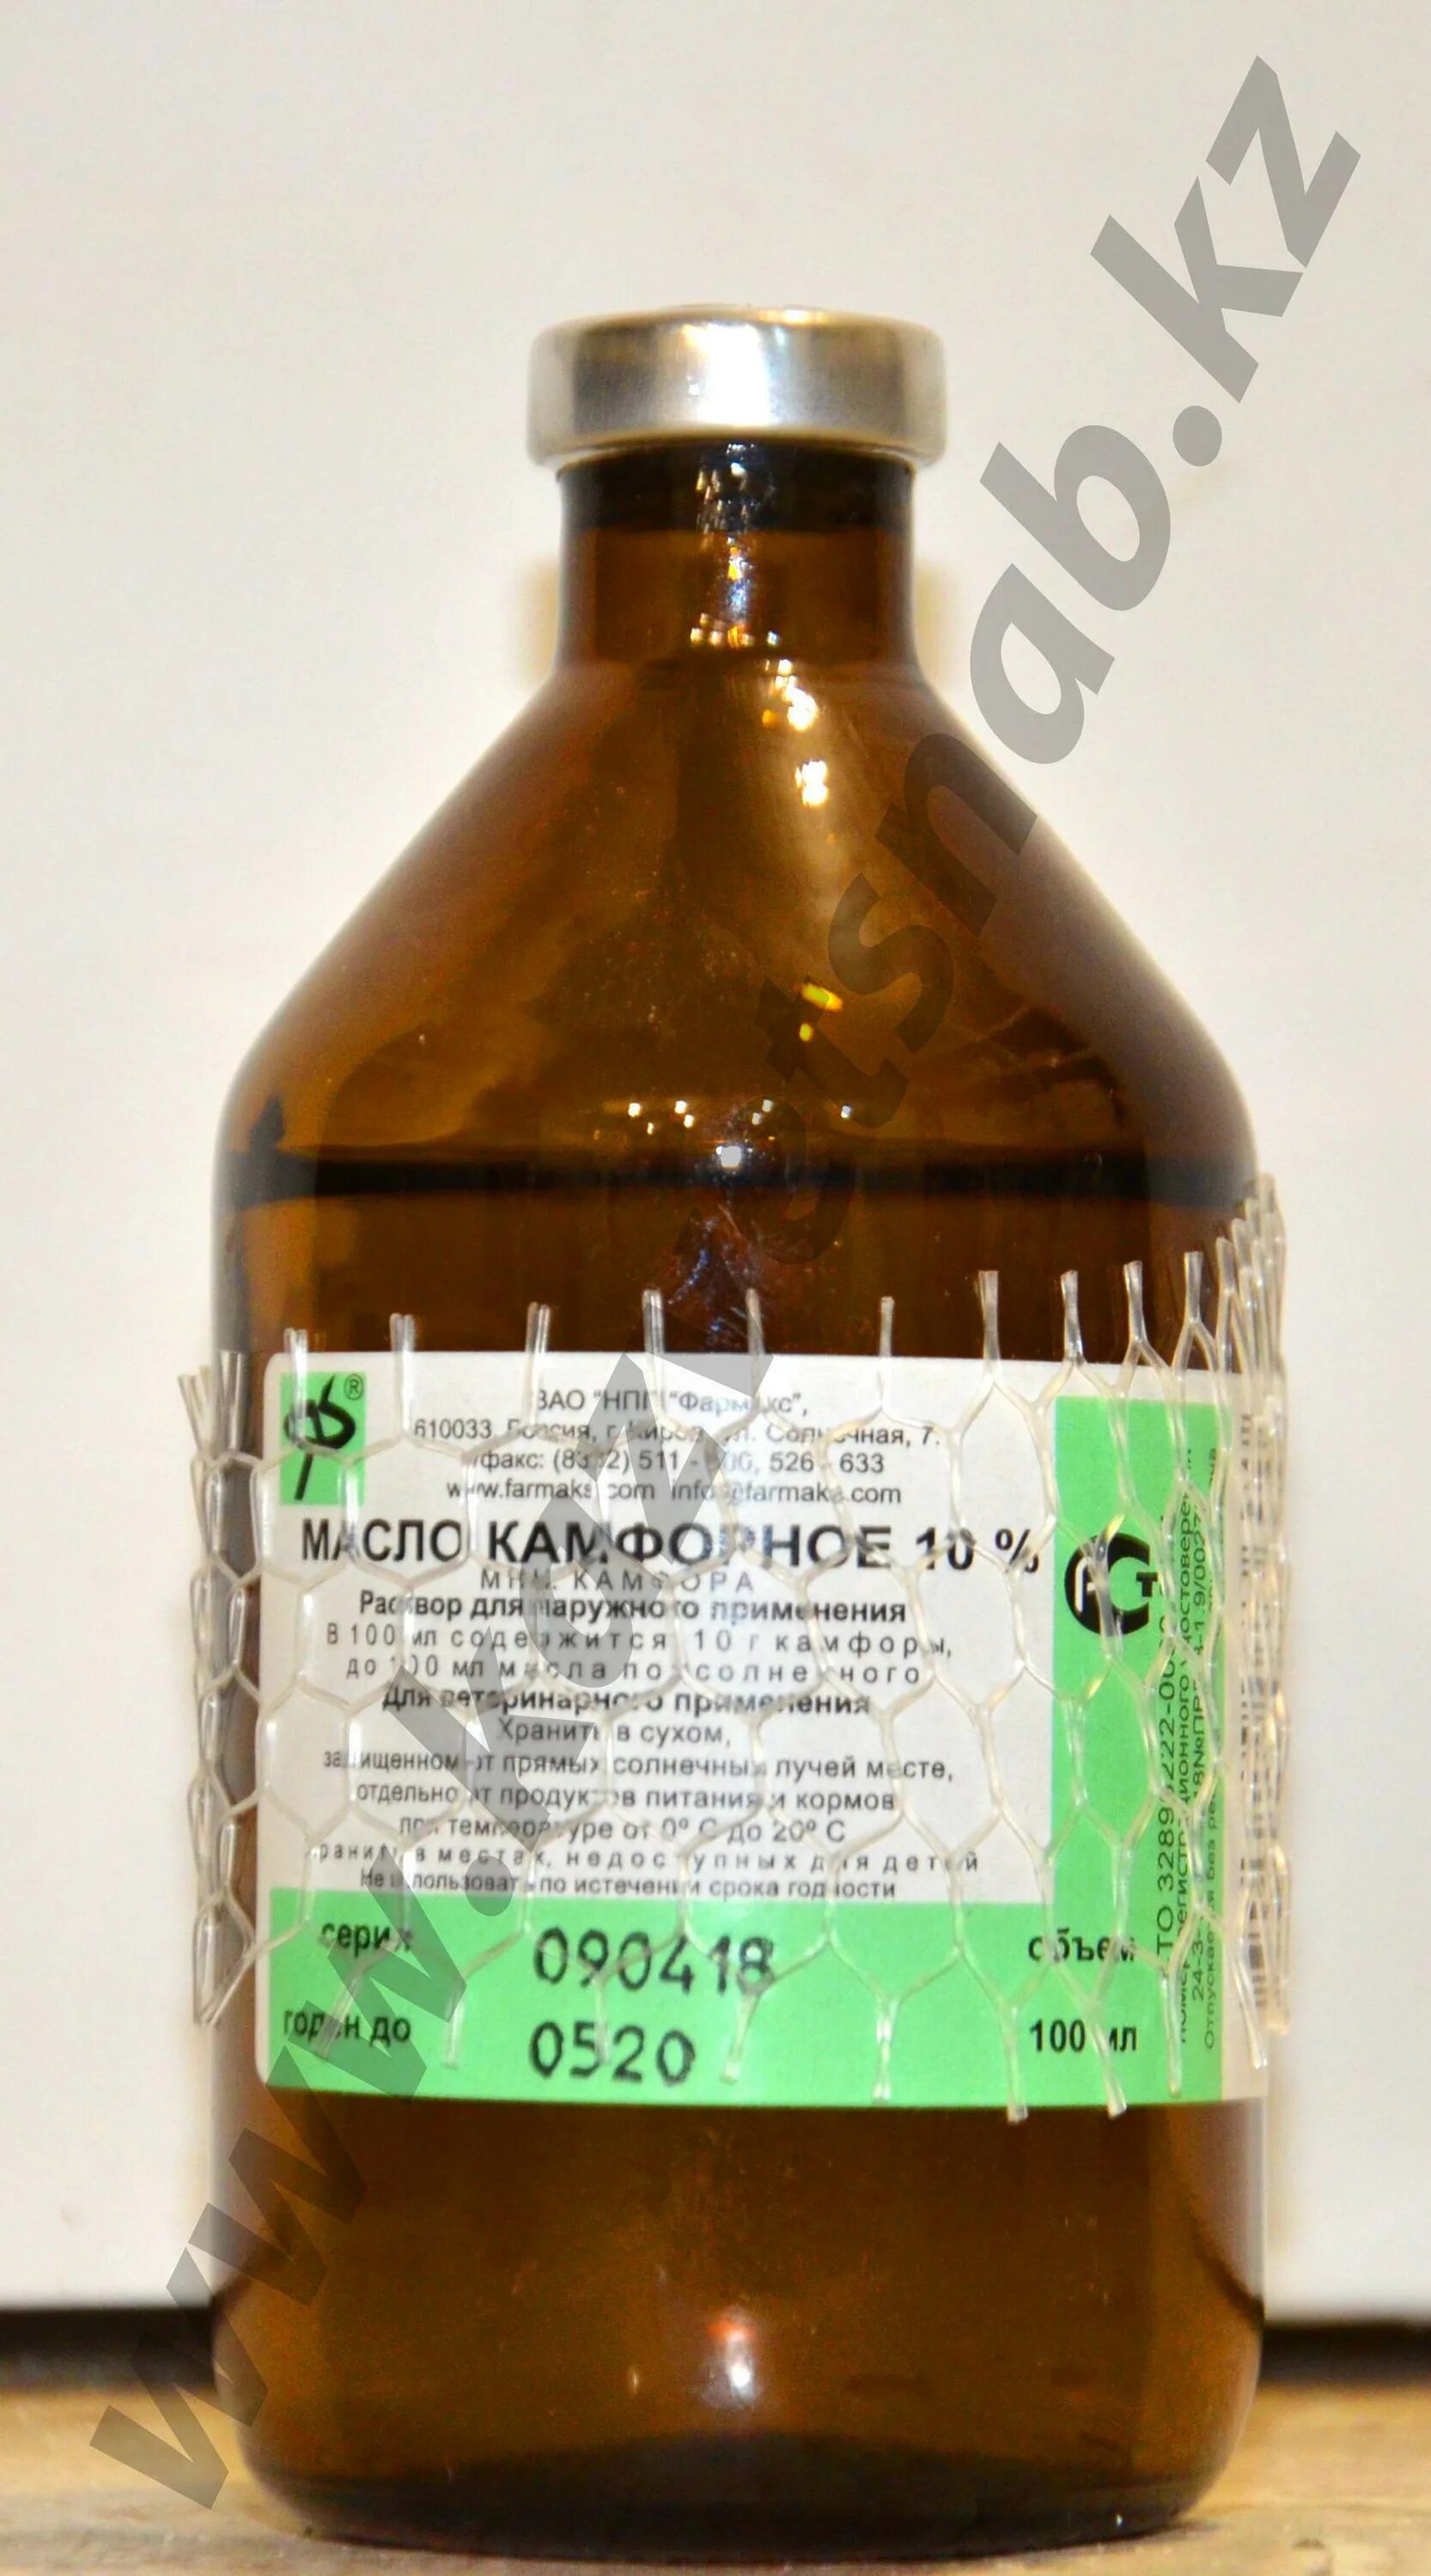 ®
ЗАО "НПП "Фармакс",
610033 Россия, г. Киров, ул. Солнечная, 7.
факс: (8332) 511 - 526 - 633
www.farmaks.com info@farmaks.com
МАСЛО КАМФОРНОЕ 10 %
МНН. КАМФОРА
Раствор для наружного применения
В 100 мл содержится 10 г камфоры,
до 100 мл масла подсолнечного
Для ветеринарного применения
Хранить в сухом,
защищенном от прямых солнечных лучей месте,
отдельно от продуктов питания и кормов
при температуре от 0º С до 20º С
Хранить в местах, недоступных для детей
Не использовать по истечении срока годности
серия 090418 объем
годен до 0520 100 мл
www.kazvetsnab.kz